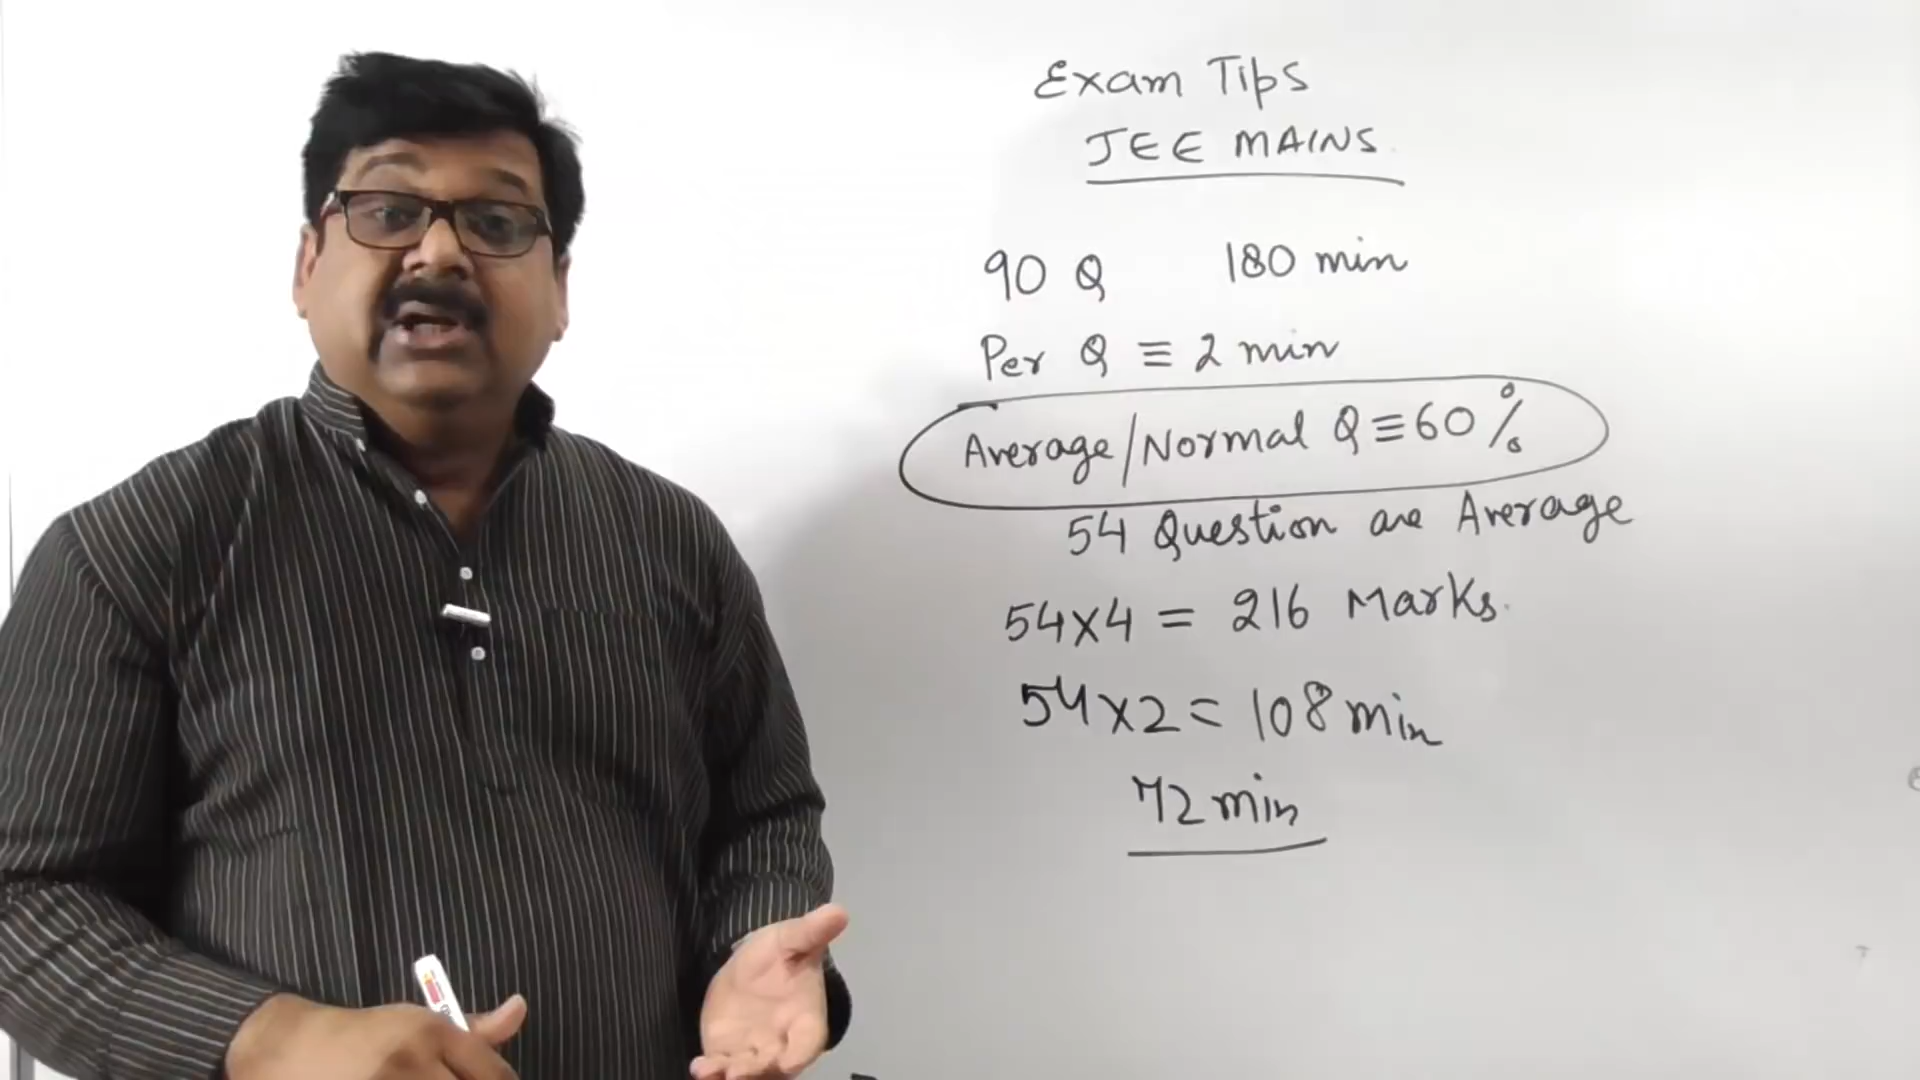 Exam Tips
JEE MAINS
90 Q 180 min
Per Q ≡ 2 min
Average/Normal Q ≡ 60 %
54 Question are Average
54x4 = 216 Marks.
54x2 = 108 min
72 min